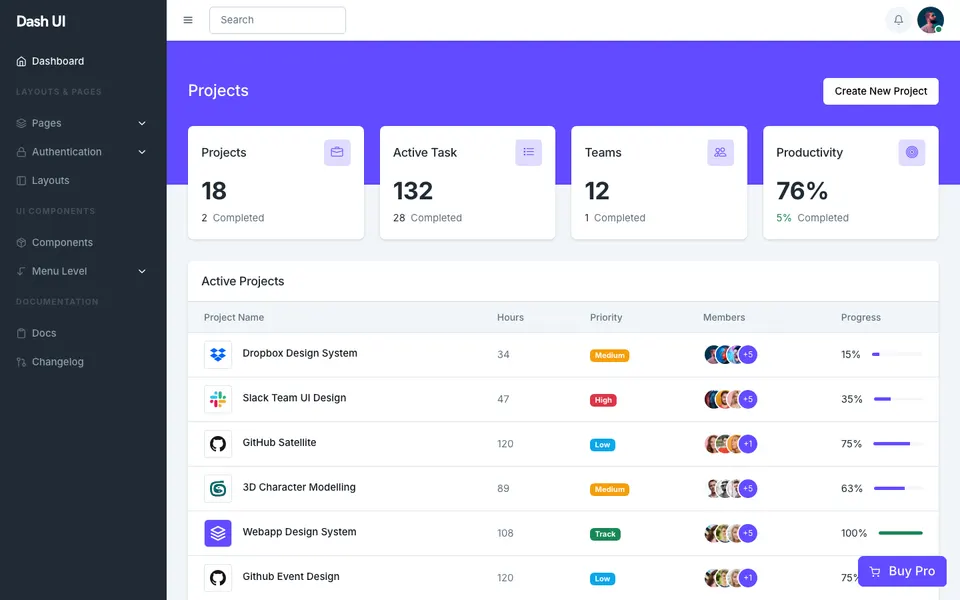 Dash UI
Search
Dashboard
LAYOUTS & PAGES
Pages
Authentication
Layouts
UI COMPONENTS
Components
Menu Level
DOCUMENTATION
Docs
Changelog
Projects
Create New Project
Projects
18
2 Completed
Active Task
132
28 Completed
Teams
12
1 Completed
Productivity
76%
5% Completed
Active Projects
Project Name Hours Priority Members Progress
Dropbox Design System 34 Medium +5 15%
Slack Team UI Design 47 High +5 35%
GitHub Satellite 120 Low +1 75%
3D Character Modelling 89 Medium +5 63%
Webapp Design System 108 Track +5 100%
Github Event Design 120 Low +1 75%
Buy Pro